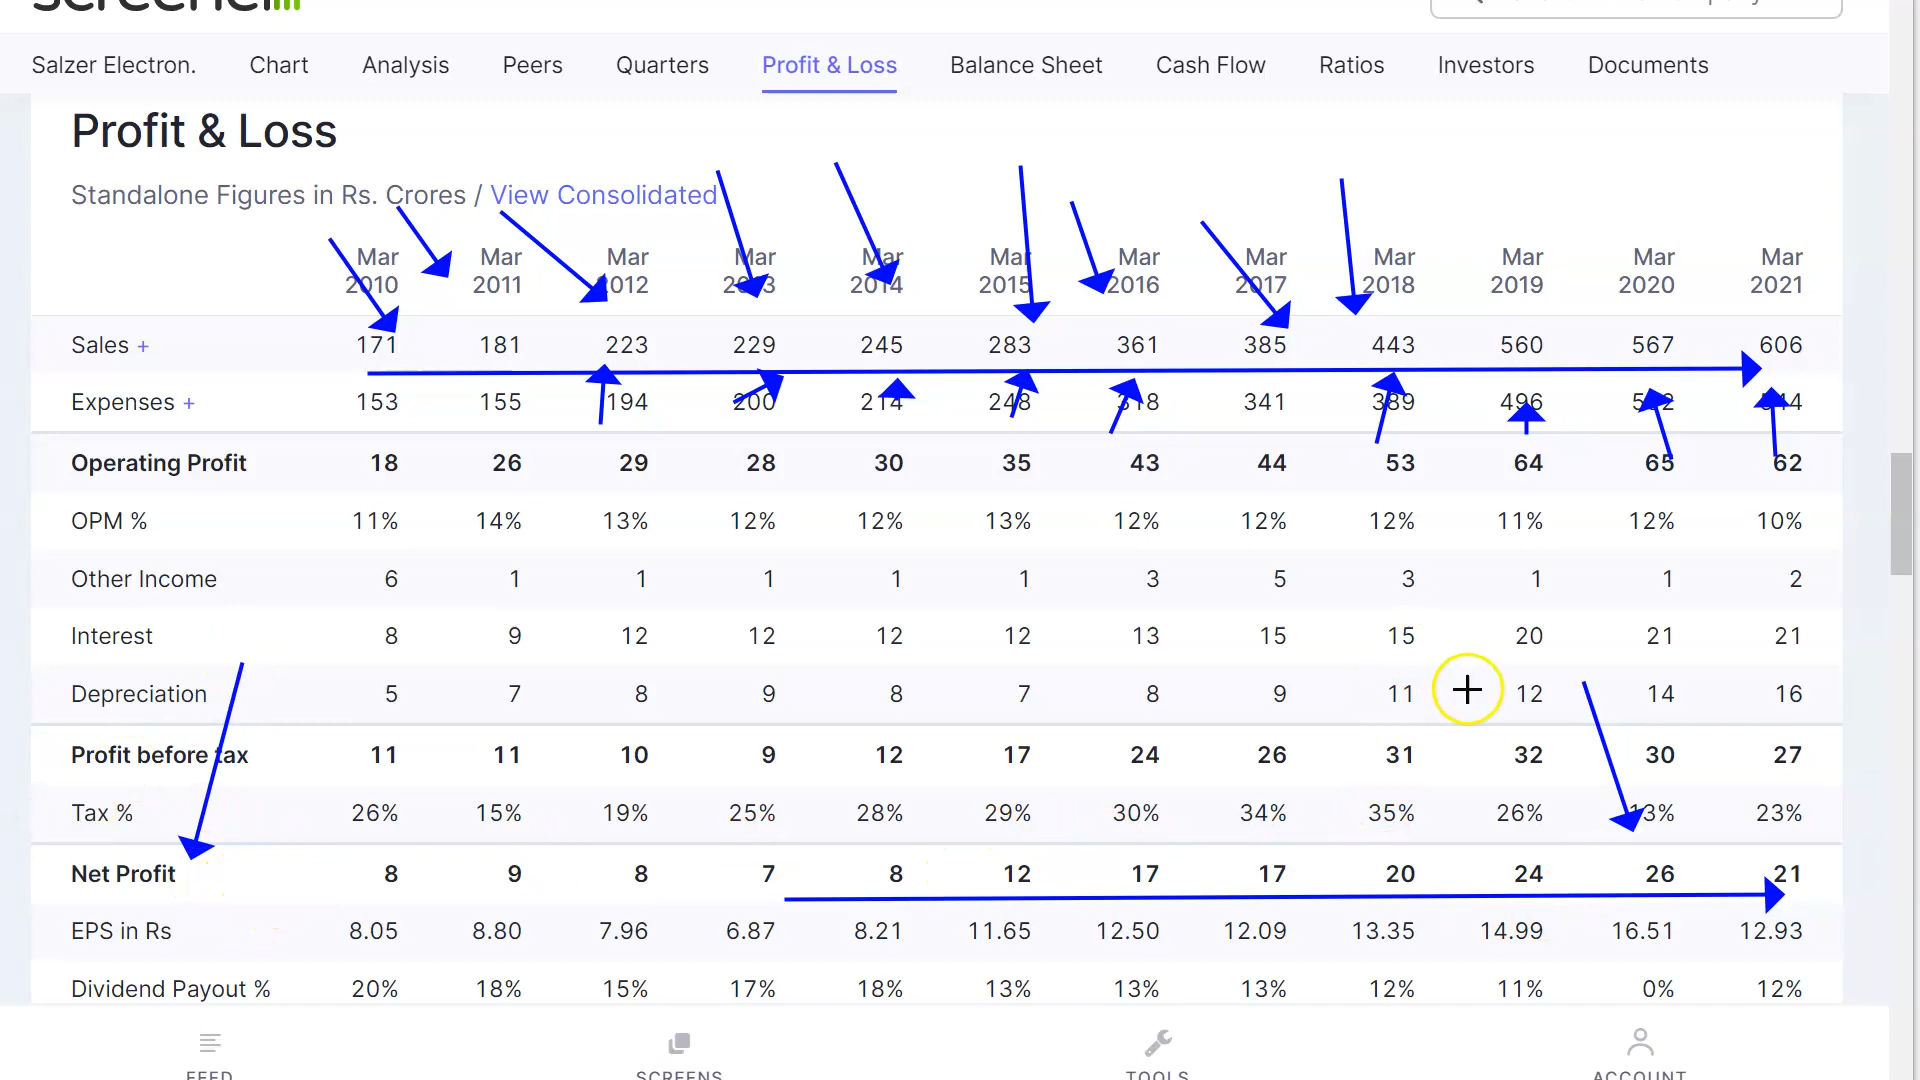 Salzer Electron. Chart Analysis Peers Quarters Profit & Loss Balance Sheet Cash Flow Ratios Investors Documents
Profit & Loss
Standalone Figures in Rs. Crores / View Consolidated
Mar 2010 Mar 2011 Mar 2012 Mar 2013 Mar 2014 Mar 2015 Mar 2016 Mar 2017 Mar 2018 Mar 2019 Mar 2020 Mar 2021
Sales + 171 181 223 229 245 283 361 385 443 560 567 606
Expenses + 153 155 194 200 214 248 318 341 389 496 502 544
Operating Profit 18 26 29 28 30 35 43 44 53 64 65 62
OPM % 11% 14% 13% 12% 12% 13% 12% 12% 12% 11% 12% 10%
Other Income 6 1 1 1 1 1 3 5 3 1 1 2
Interest 8 9 12 12 12 12 13 15 15 20 21 21
Depreciation 5 7 8 9 8 7 8 9 11 12 14 16
Profit before tax 11 11 10 9 12 17 24 26 31 32 30 27
Tax % 26% 15% 19% 25% 28% 29% 30% 34% 35% 26% 13% 23%
Net Profit 8 9 8 7 8 12 17 17 20 24 26 21
EPS in Rs 8.05 8.80 7.96 6.87 8.21 11.65 12.50 12.09 13.35 14.99 16.51 12.93
Dividend Payout % 20% 18% 15% 17% 18% 13% 13% 13% 12% 11% 0% 12%
FEED SCREENS TOOLS ACCOUNT